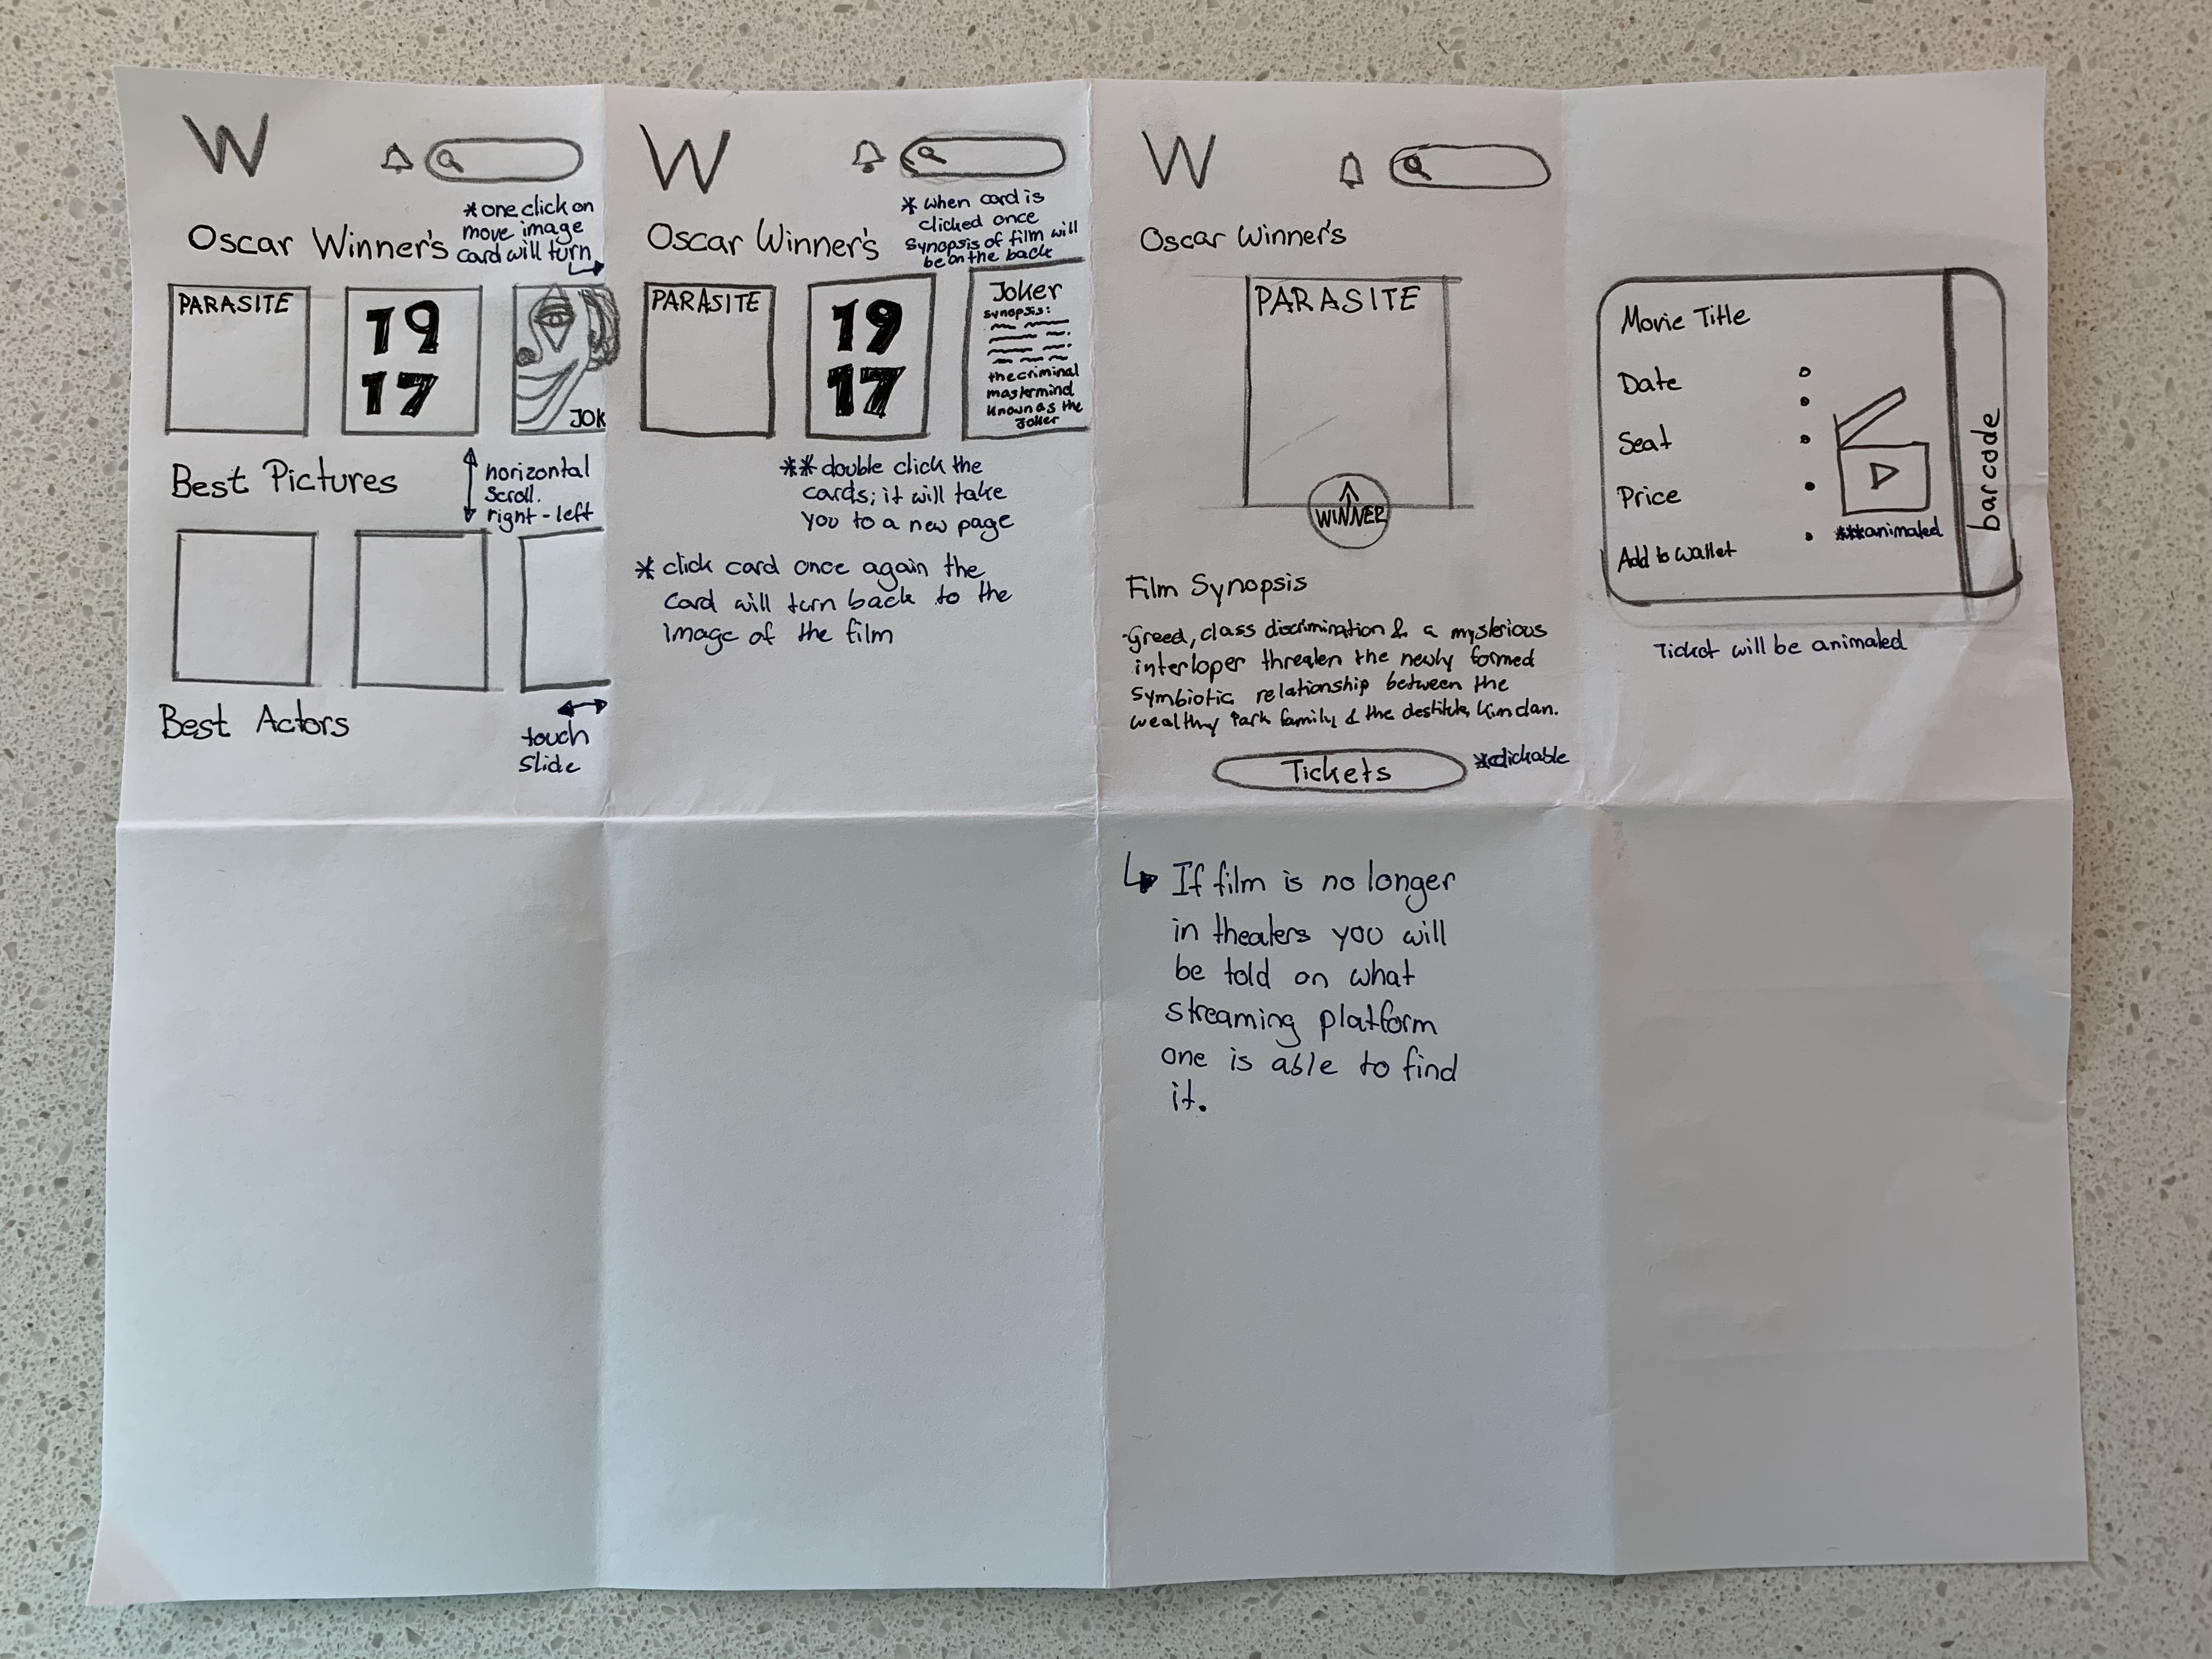 W
Oscar Winner's
*one click on
move image
card will turn
PARASITE
19
17
JOK
Best Pictures
horizontal
scroll.
right-left
Best Actors
touch
slide
W
*when card is
clicked once
synopsis of film will
be on the back
Oscar Winner's
PARASITE
19
17
Joker
synopsis:
the criminal
mastermind
known as the
Joker
**double click the
cards; it will take
you to a new page
*click card once again the
card will turn back to the
image of the film
W
Oscar Winner's
PARASITE
WINNER
Film Synopsis
-Greed, class discrimination & a mysterious
interloper threaten the newly formed
symbiotic relationship between the
wealthy Park family & the destitute Kim clan.
Tickets
*clickable
If film is no longer
in theaters you will
be told on what
streaming platform
one is able to find
it.
Movie Title
Date
Seat
Price
Add to wallet
***animated
barcode
Ticket will be animated